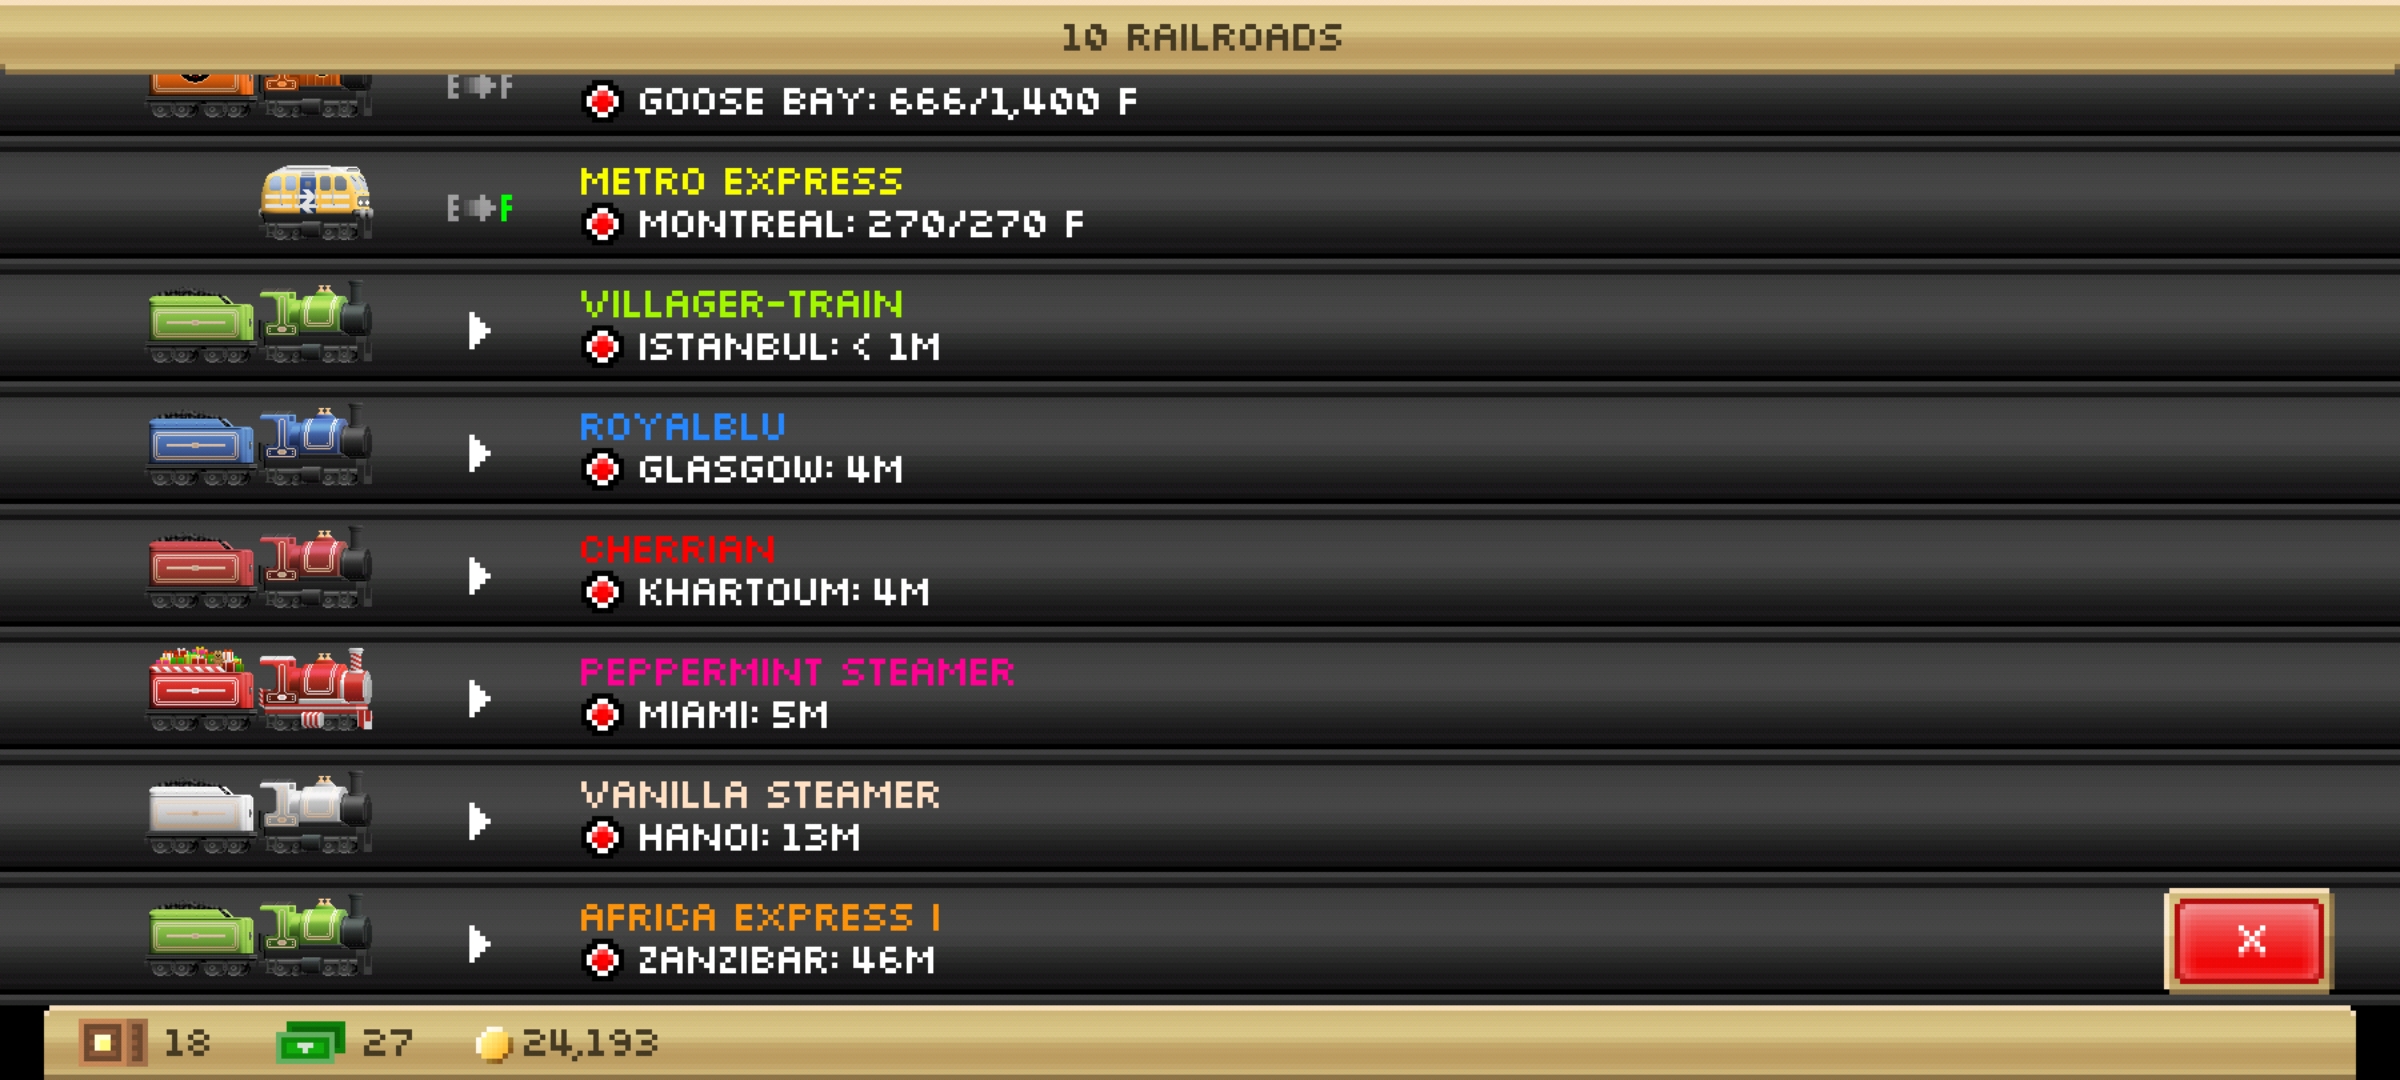 10 RAILROADS
E F
GOOSE BAY: 666/1,400 F
METRO EXPRESS
E F
MONTREAL: 270/270 F
VILLAGER-TRAIN
ISTANBUL: < 1M
ROYALBLU
GLASGOW: 4M
CHERRIAN
KHARTOUM: 4M
PEPPERMINT STEAMER
MIAMI: 5M
VANILLA STEAMER
HANOI: 13M
AFRICA EXPRESS I
ZANZIBAR: 46M
X
18 27 24,193